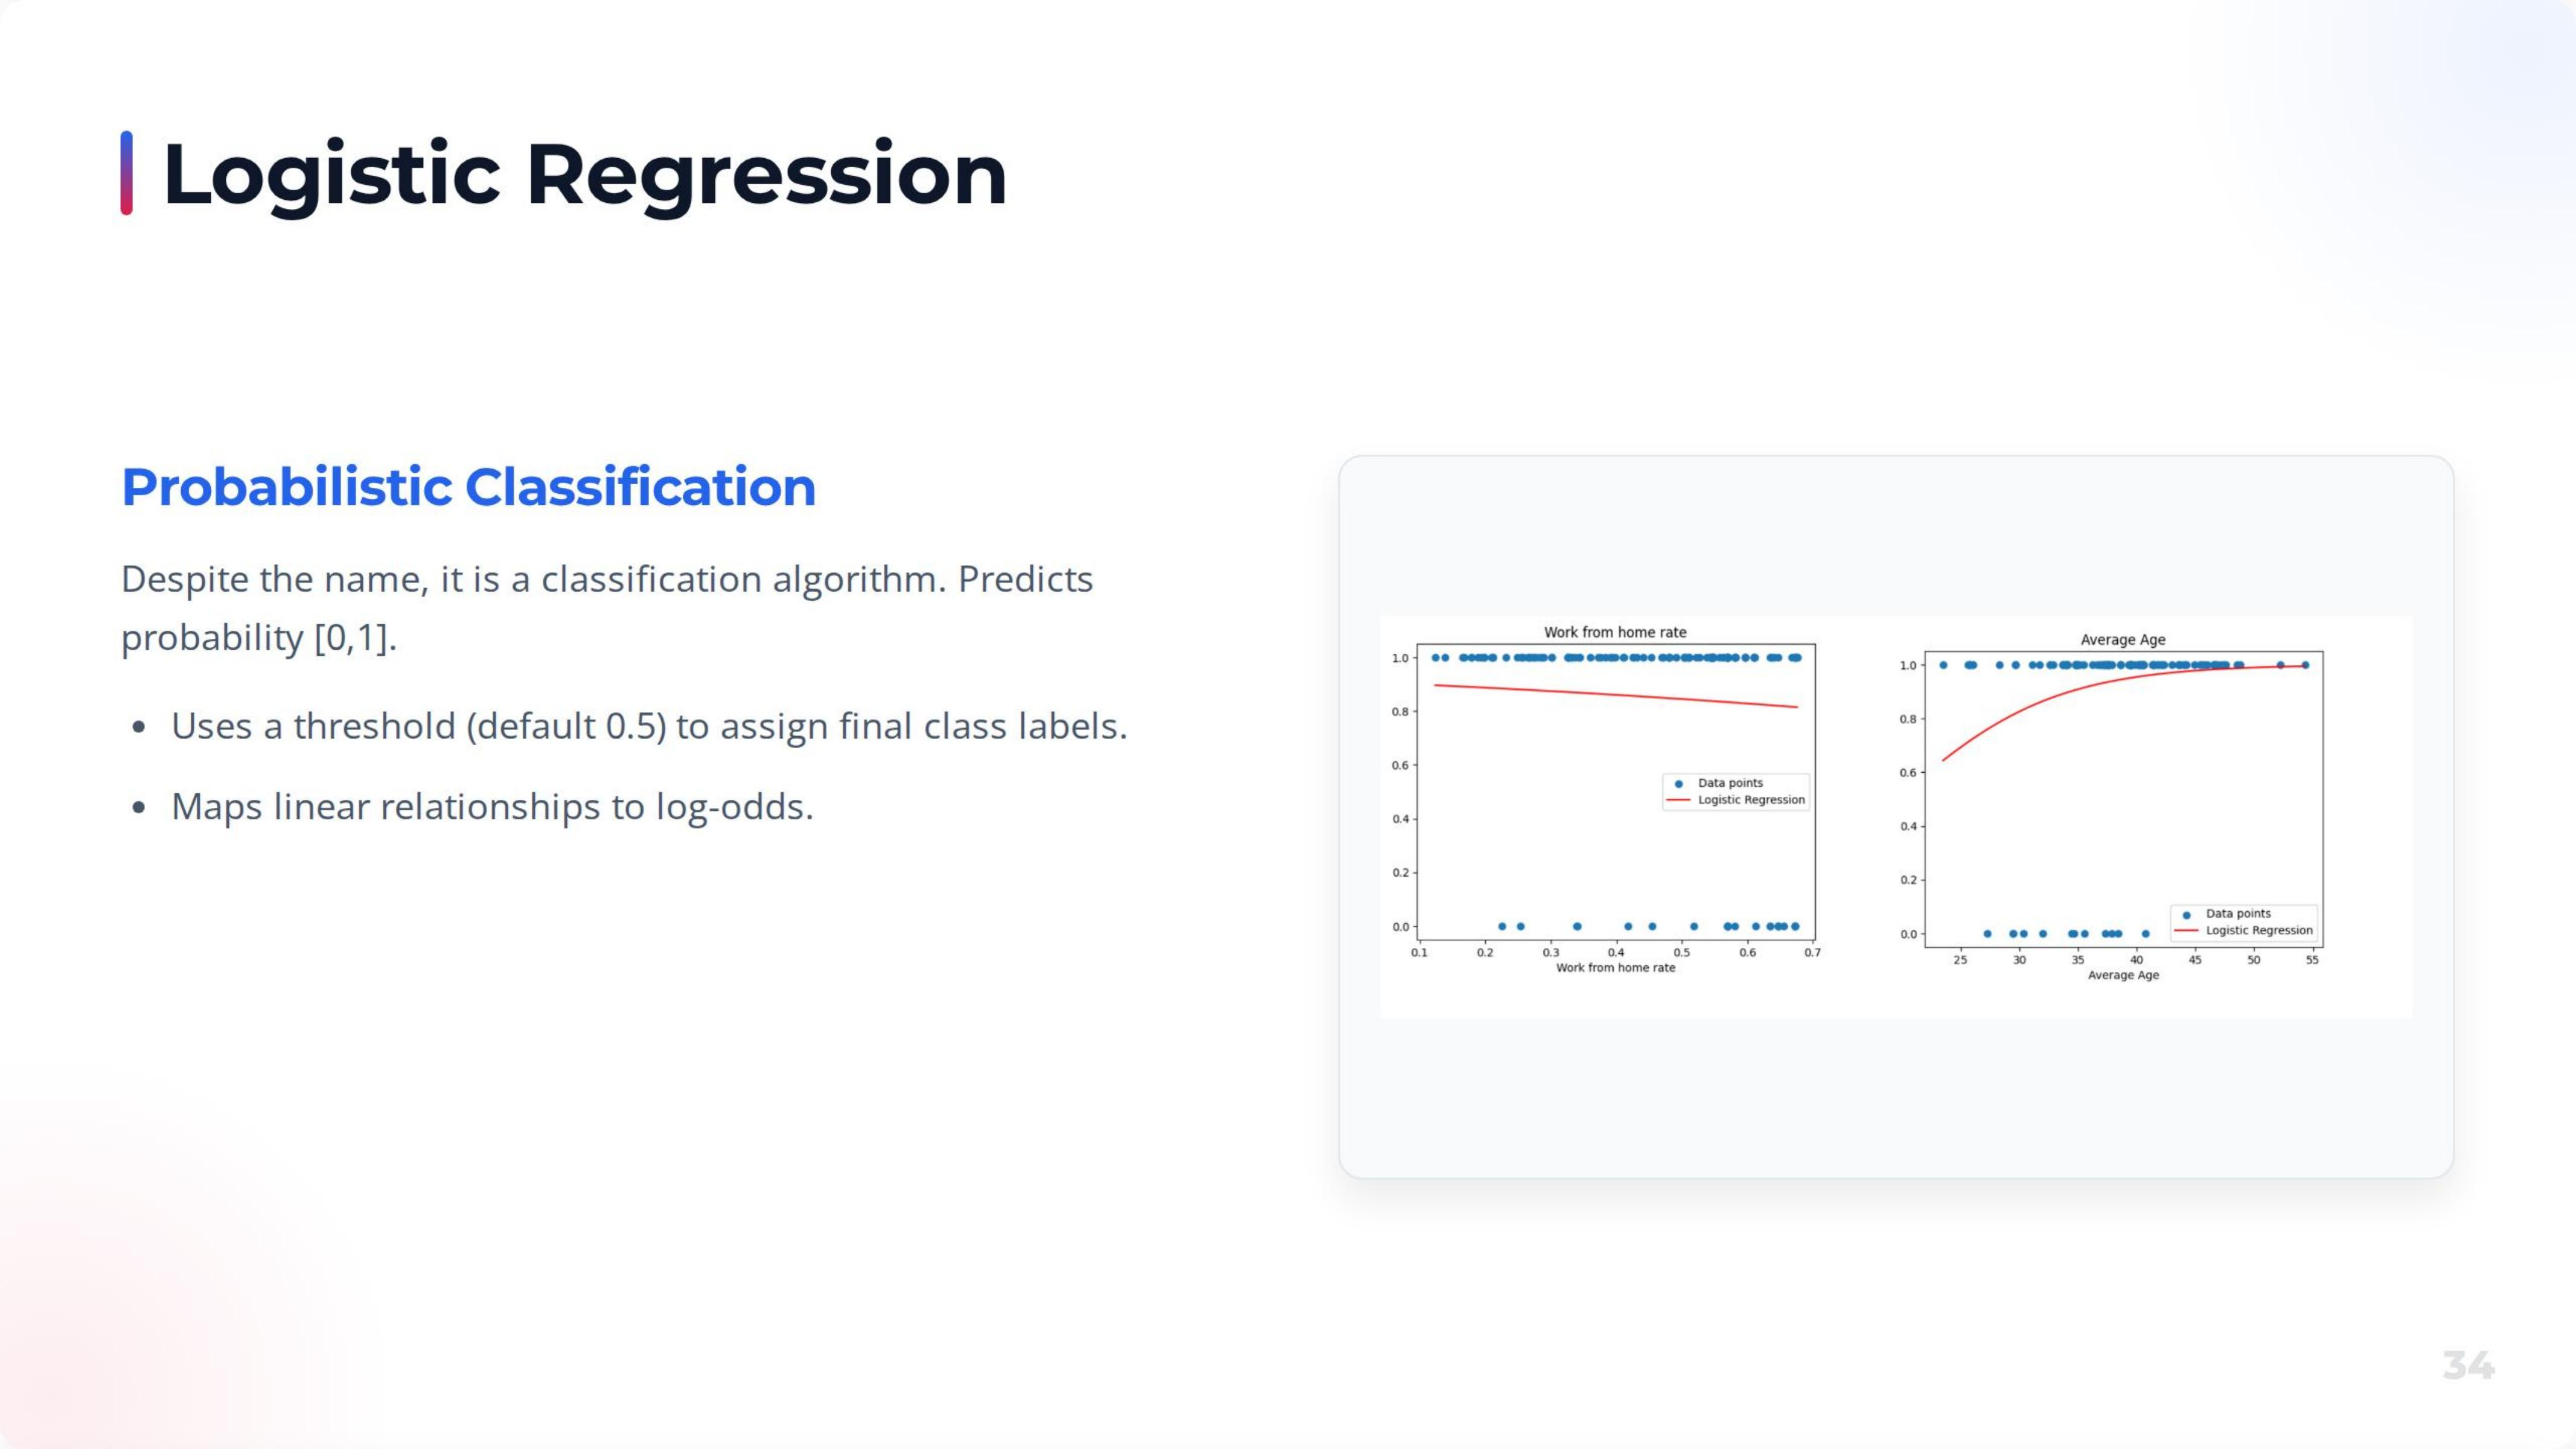 Logistic Regression
Probabilistic Classification
Despite the name, it is a classification algorithm. Predicts
probability [0,1].
• Uses a threshold (default 0.5) to assign final class labels.
• Maps linear relationships to log-odds.
Work from home rate
1.0
0.8
0.6
0.4
0.2
0.0
Data points
Logistic Regression
0.1 0.2 0.3 0.4 0.5 0.6 0.7
Work from home rate
Average Age
1.0
0.8
0.6
0.4
0.2
0.0
Data points
Logistic Regression
25 30 35 40 45 50 55
Average Age
34